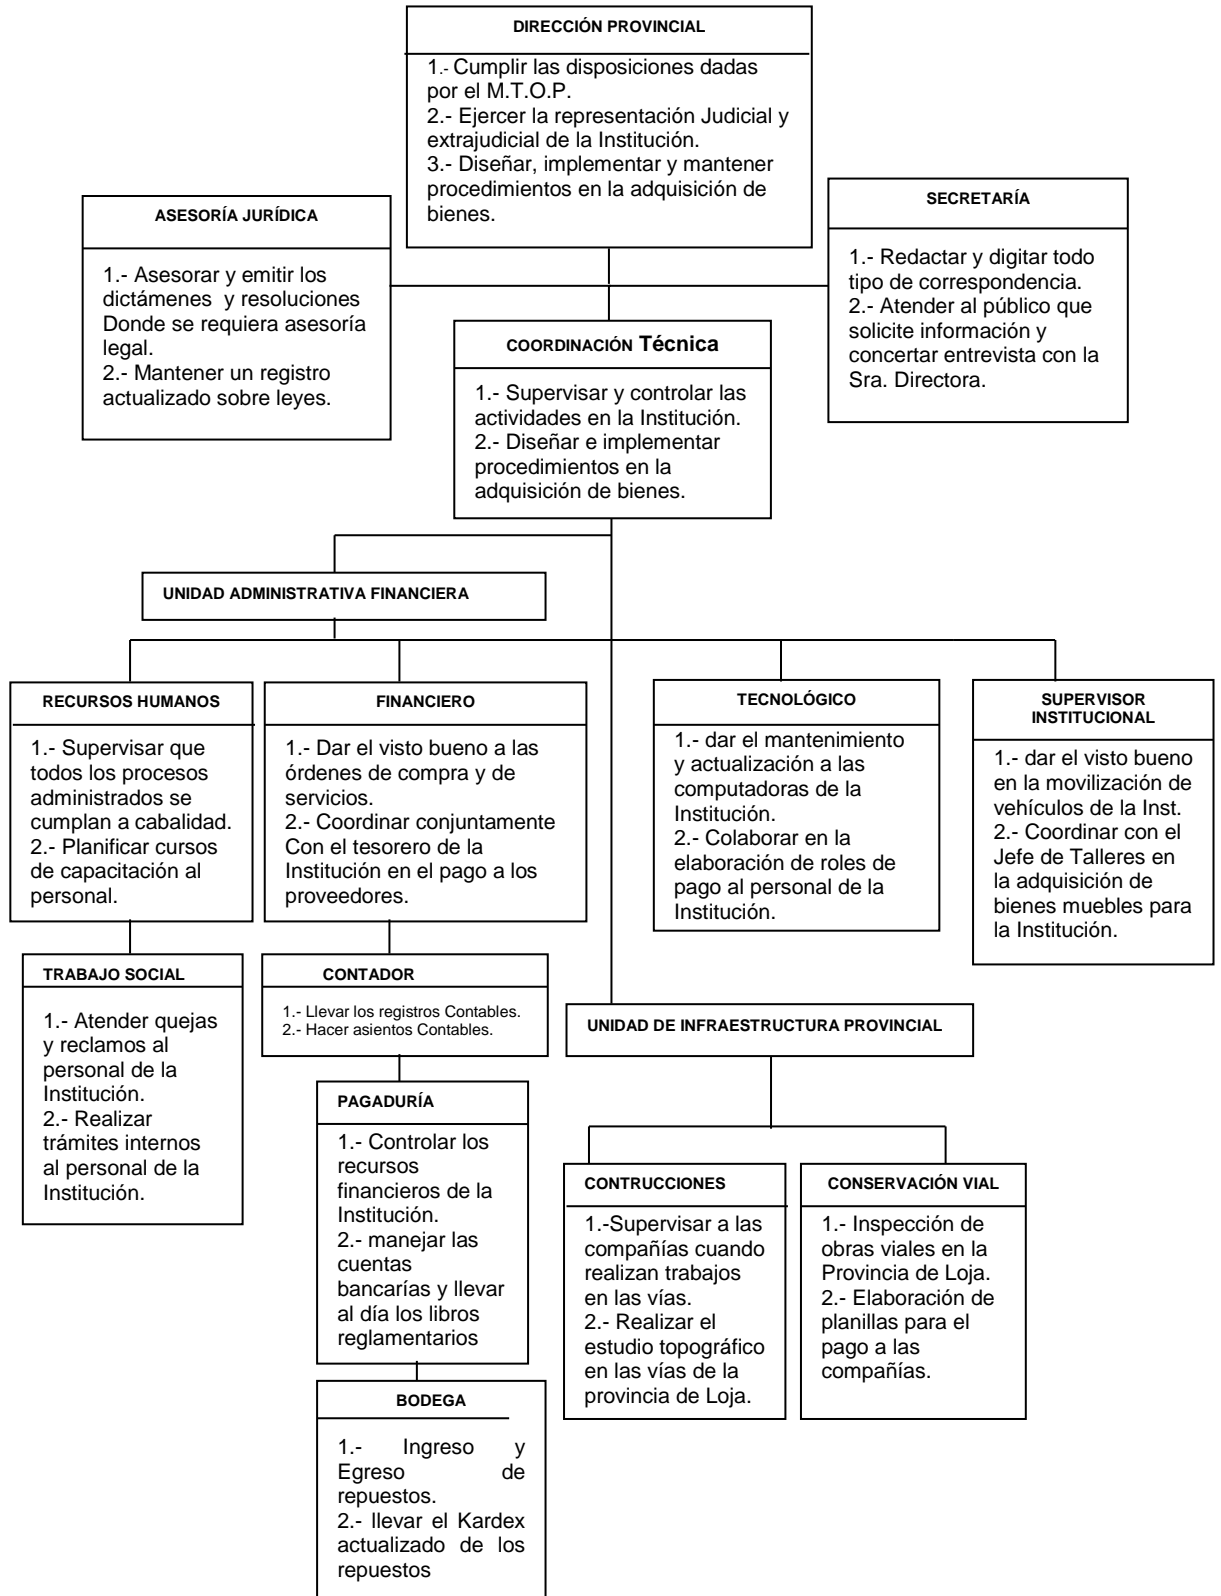 DIRECCIÓN PROVINCIAL
1.- Cumplir las disposiciones dadas
por el M.T.O.P.
2.- Ejercer la representación Judicial y
extrajudicial de la Institución.
3.- Diseñar, implementar y mantener
procedimientos en la adquisición de
bienes.
ASESORÍA JURÍDICA
1.- Asesorar y emitir los
dictámenes y resoluciones
Donde se requiera asesoría
legal.
2.- Mantener un registro
actualizado sobre leyes.
SECRETARÍA
1.- Redactar y digitar todo
tipo de correspondencia.
2.- Atender al público que
solicite información y
concertar entrevista con la
Sra. Directora.
COORDINACIÓN Técnica
1.- Supervisar y controlar las
actividades en la Institución.
2.- Diseñar e implementar
procedimientos en la
adquisición de bienes.
UNIDAD ADMINISTRATIVA FINANCIERA
RECURSOS HUMANOS
1.- Supervisar que
todos los procesos
administrados se
cumplan a cabalidad.
2.- Planificar cursos
de capacitación al
personal.
FINANCIERO
1.- Dar el visto bueno a las
órdenes de compra y de
servicios.
2.- Coordinar conjuntamente
Con el tesorero de la
Institución en el pago a los
proveedores.
TECNOLÓGICO
1.- dar el mantenimiento
y actualización a las
computadoras de la
Institución.
2.- Colaborar en la
elaboración de roles de
pago al personal de la
Institución.
SUPERVISOR
INSTITUCIONAL
1.- dar el visto bueno
en la movilización de
vehículos de la Inst.
2.- Coordinar con el
Jefe de Talleres en
la adquisición de
bienes muebles para
la Institución.
TRABAJO SOCIAL
1.- Atender quejas
y reclamos al
personal de la
Institución.
2.- Realizar
trámites internos
al personal de la
Institución.
CONTADOR
1.- Llevar los registros Contables.
2.- Hacer asientos Contables.
UNIDAD DE INFRAESTRUCTURA PROVINCIAL
PAGADURÍA
1.- Controlar los
recursos
financieros de la
Institución.
2.- manejar las
cuentas
bancarías y llevar
al día los libros
reglamentarios
CONTRUCCIONES
1.-Supervisar a las
compañías cuando
realizan trabajos
en las vías.
2.- Realizar el
estudio topográfico
en las vías de la
provincia de Loja.
CONSERVACIÓN VIAL
1.- Inspección de
obras viales en la
Provincia de Loja.
2.- Elaboración de
planillas para el
pago a las
compañías.
BODEGA
1.- Ingreso y
Egreso de
repuestos.
2.- llevar el Kardex
actualizado de los
repuestos